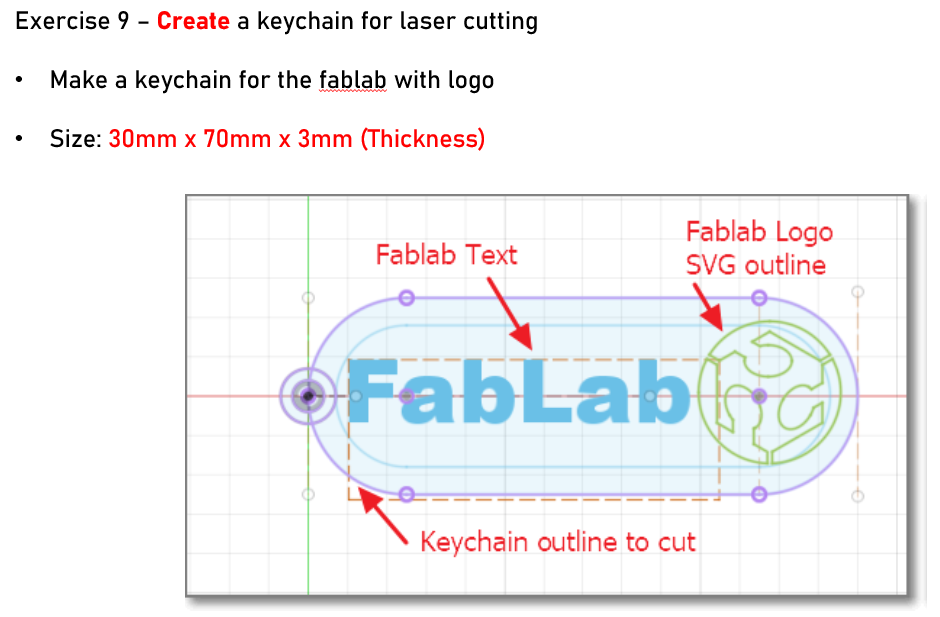 Exercise 9 – Create a keychain for laser cutting
• Make a keychain for the fablab with logo
• Size: 30mm x 70mm x 3mm (Thickness)
Fablab Text
Fablab Logo
SVG outline
FabLab
Keychain outline to cut